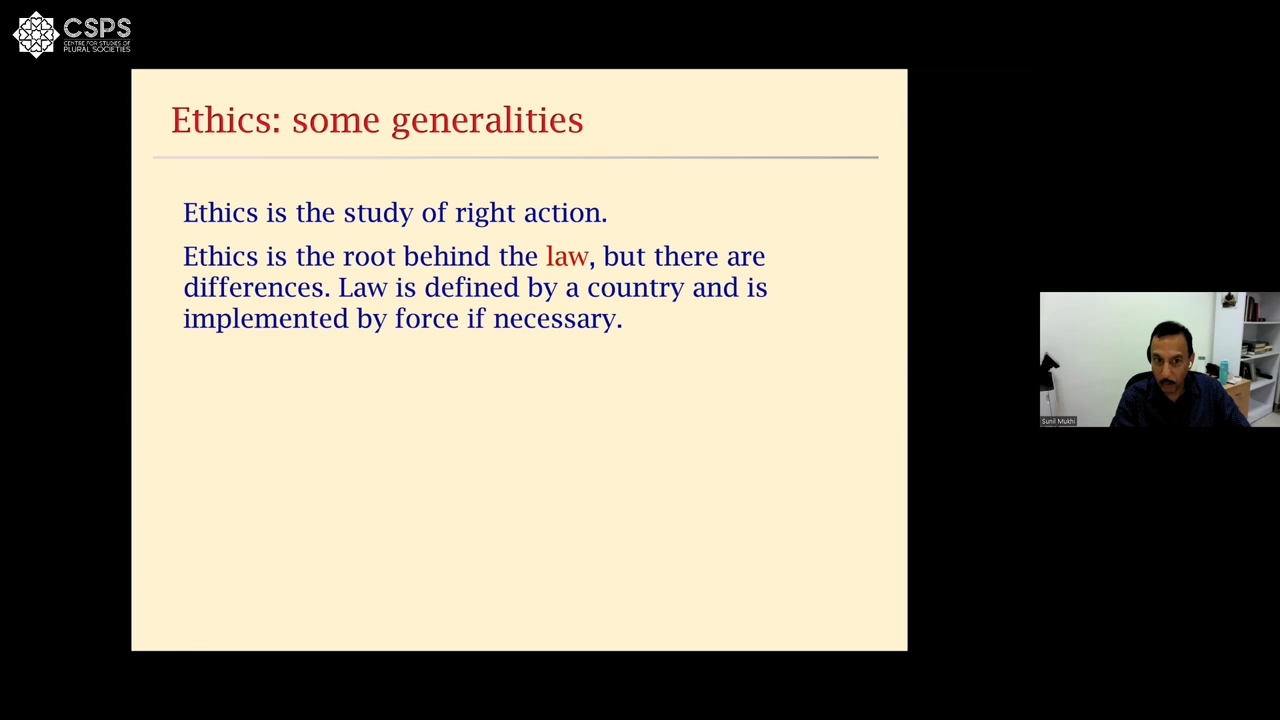 CSPS
CENTRE FOR STUDIES OF
PLURAL SOCIETIES
Ethics: some generalities
Ethics is the study of right action.
Ethics is the root behind the law, but there are
differences. Law is defined by a country and is
implemented by force if necessary.
Sunil Mukhi